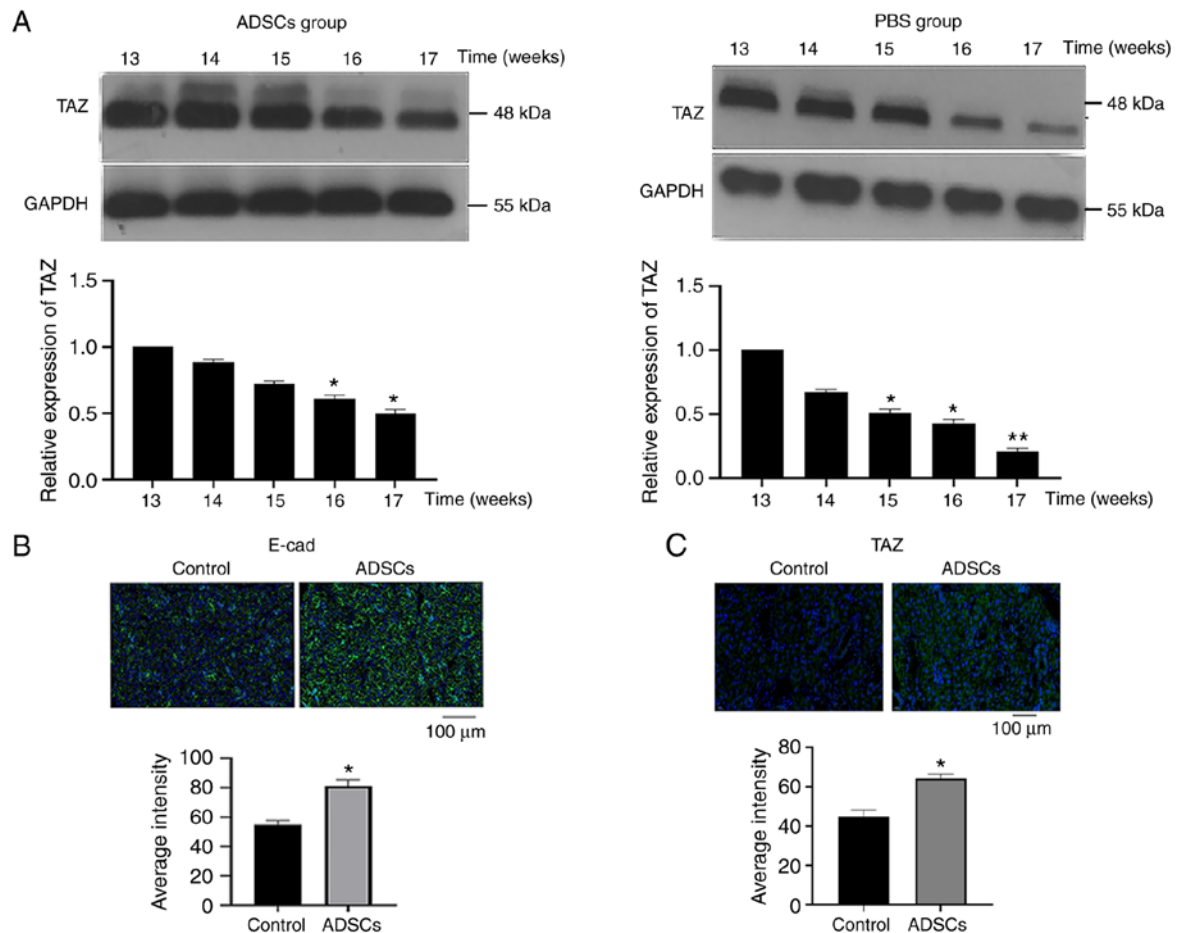 A
ADSCs group
13 14 15 16 17 Time (weeks)
TAZ
48 kDa
GAPDH
55 kDa
Relative expression of TAZ
1.5
1.0
0.5
0.0
* *
13 14 15 16 17 Time (weeks)
PBS group
13 14 15 16 17 Time (weeks)
TAZ
48 kDa
GAPDH
55 kDa
Relative expression of TAZ
1.5
1.0
0.5
0.0
* * **
13 14 15 16 17 Time (weeks)
B
E-cad
Control ADSCs
100 μm
Average intensity
100
80
60
40
20
0
*
Control ADSCs
C
TAZ
Control ADSCs
100 μm
Average intensity
80
60
40
20
0
*
Control ADSCs